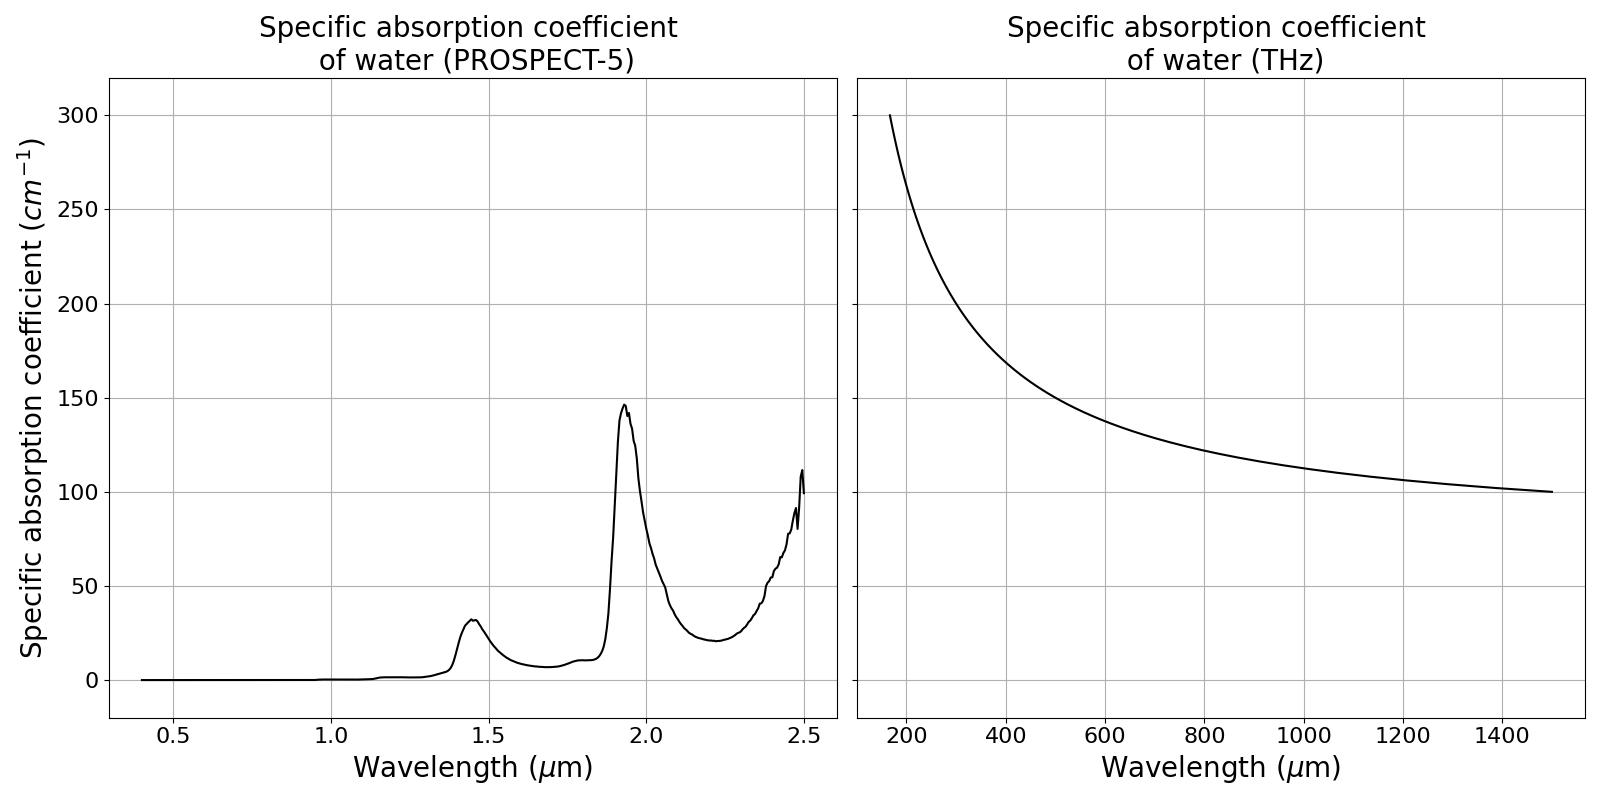 Specific absorption coefficient
of water (PROSPECT-5)
Specific absorption coefficient
of water (THz)
Specific absorption coefficient (cm⁻¹)
300
250
200
150
100
50
0
0.5 1.0 1.5 2.0 2.5
200 400 600 800 1000 1200 1400
Wavelength (μm)
Wavelength (μm)